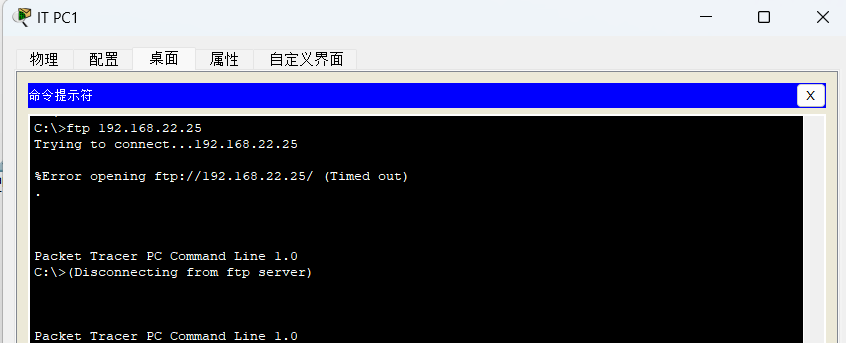 IT PC1
物理 配置 桌面 属性 自定义界面
命令提示符 X
C:\>ftp 192.168.22.25
Trying to connect...192.168.22.25
%Error opening ftp://192.168.22.25/ (Timed out)
.
Packet Tracer PC Command Line 1.0
C:\>(Disconnecting from ftp server)
Packet Tracer PC Command Line 1.0